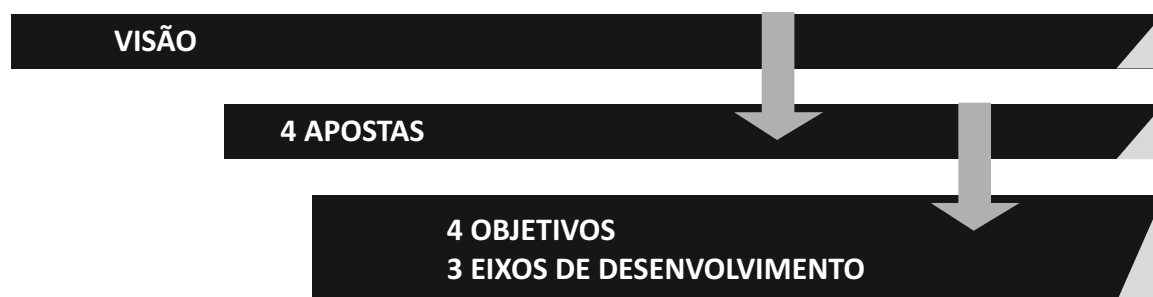 VISÃO
4 APOSTAS
4 OBJETIVOS
3 EIXOS DE DESENVOLVIMENTO